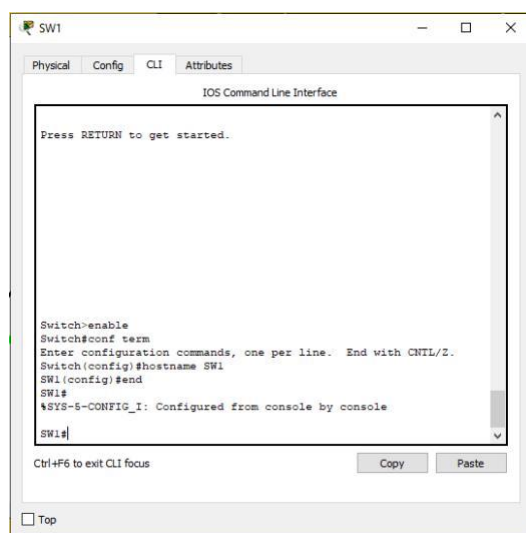 SW1
Physical Config CLI Attributes
IOS Command Line Interface
Press RETURN to get started.
Switch>enable
Switch#conf term
Enter configuration commands, one per line.  End with CNTL/Z.
Switch(config)#hostname SW1
SW1(config)#end
SW1#
%SYS-5-CONFIG_I: Configured from console by console
SW1#
Ctrl+F6 to exit CLI focus
Copy Paste
Top